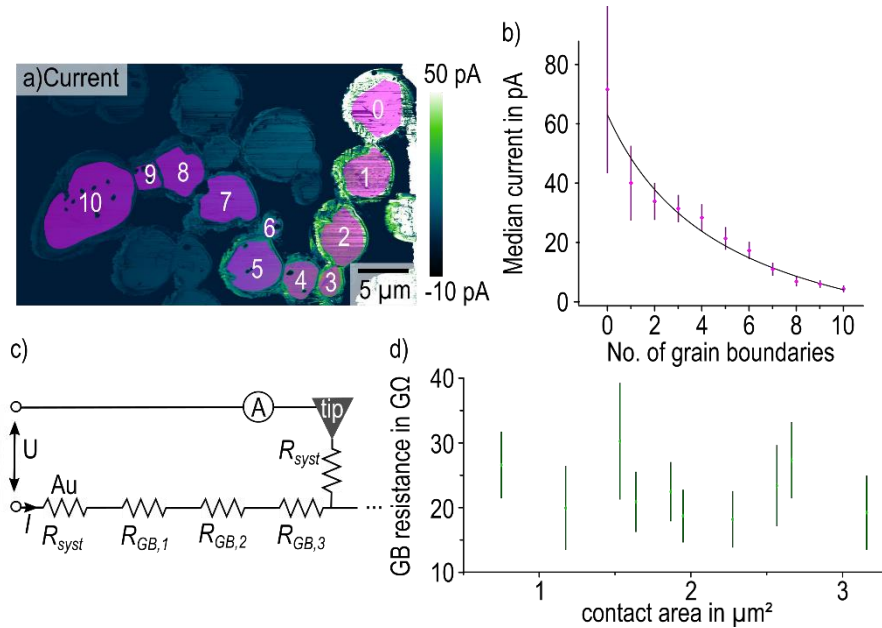 a)Current
50 pA
-10 pA
0
1
2
3
4
5
6
7
8
9
10
5 µm
b)
Median current in pA
80
60
40
20
0
0 2 4 6 8 10
No. of grain boundaries
c)
A
tip
U
R_syst
Au
I
R_syst
R_GB,1
R_GB,2
R_GB,3
...
d)
GB resistance in GΩ
40
30
20
10
1 2 3
contact area in µm²